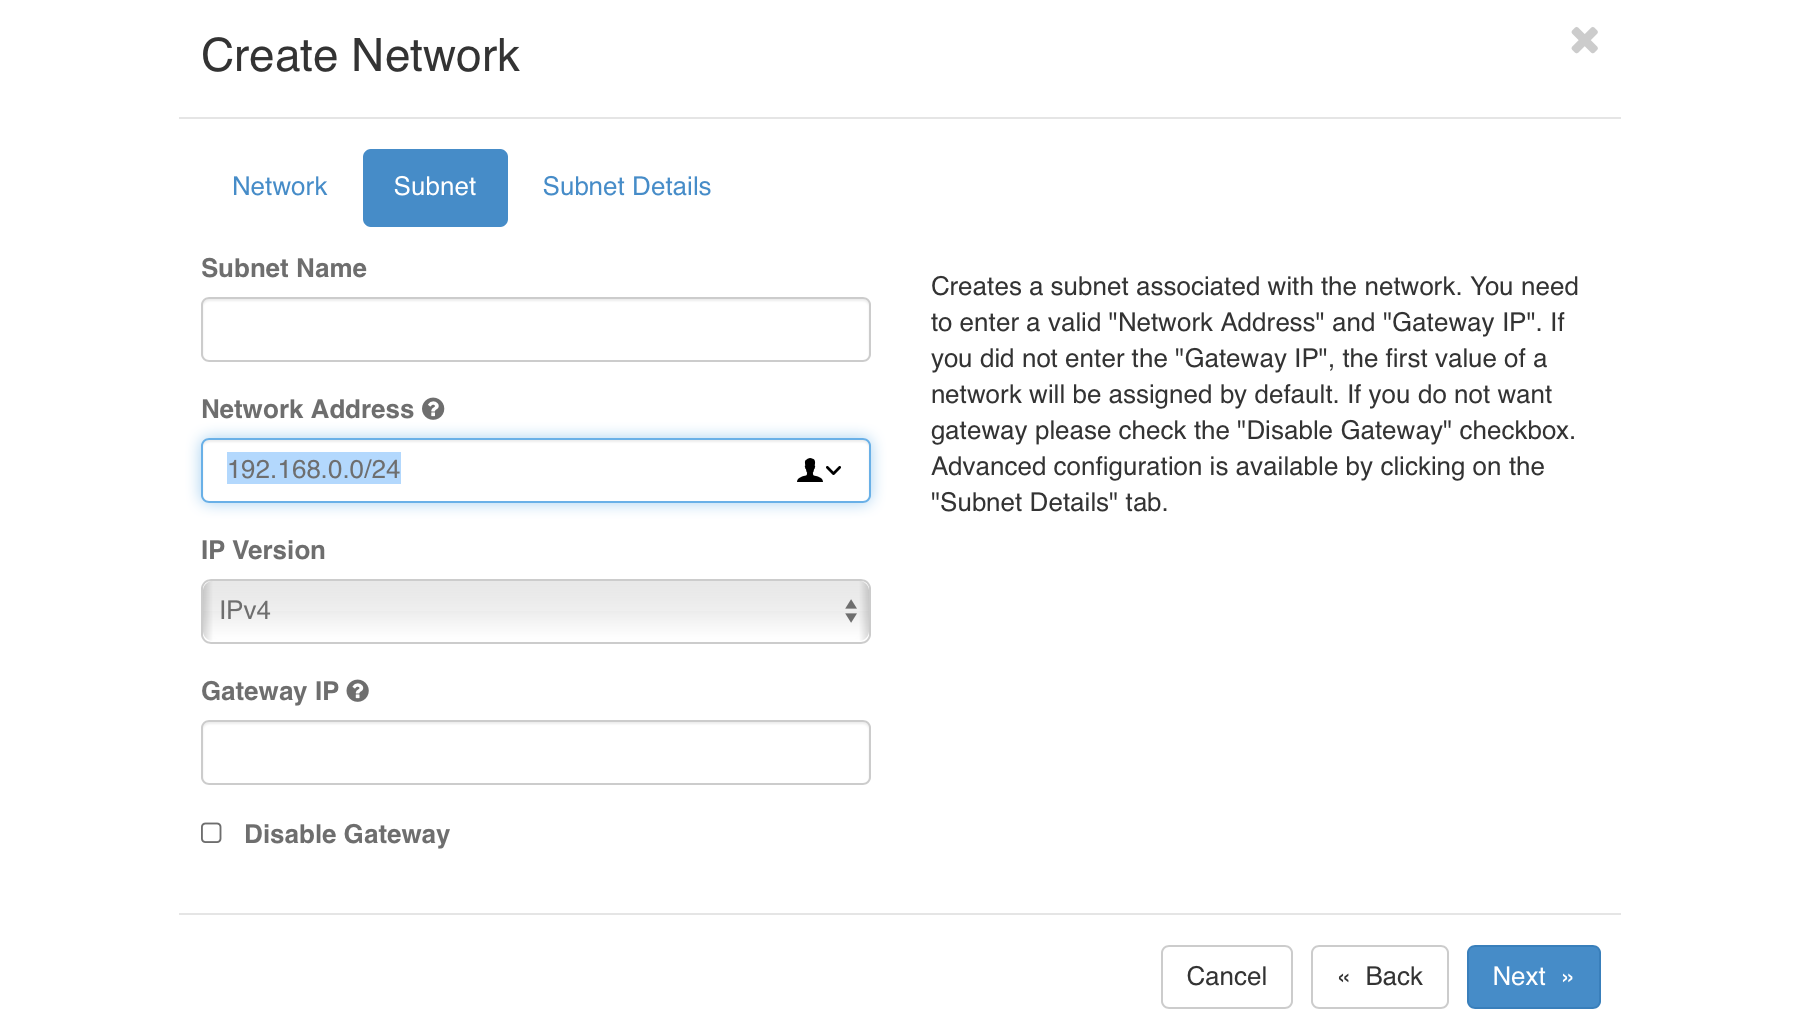 Create Network
Network
Subnet
Subnet Details
Subnet Name
Network Address
192.168.0.0/24
IP Version
IPv4
Gateway IP
Disable Gateway
Creates a subnet associated with the network. You need
to enter a valid "Network Address" and "Gateway IP". If
you did not enter the "Gateway IP", the first value of a
network will be assigned by default. If you do not want
gateway please check the "Disable Gateway" checkbox.
Advanced configuration is available by clicking on the
"Subnet Details" tab.
Cancel
« Back
Next »